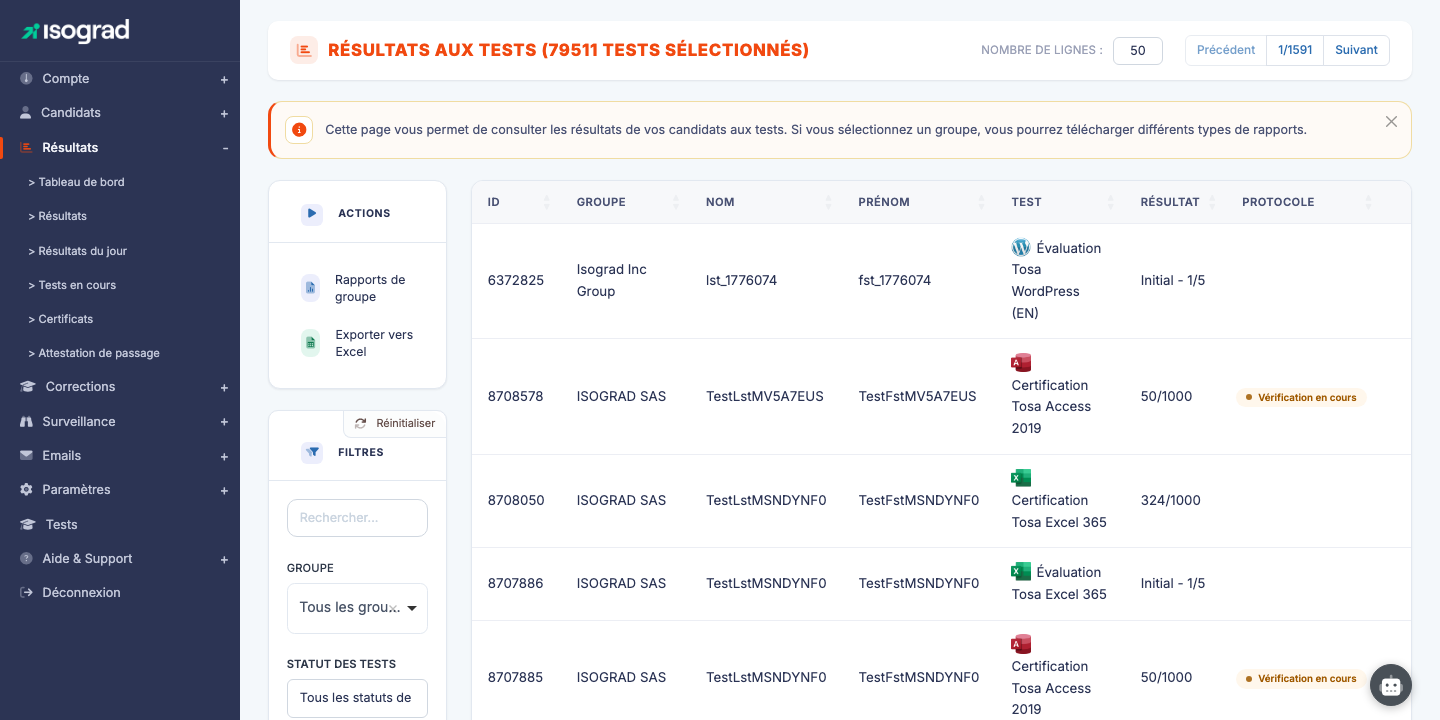 isograd
Compte +
Candidats +
Résultats -
> Tableau de bord
> Résultats
> Résultats du jour
> Tests en cours
> Certificats
> Attestation de passage
Corrections +
Surveillance +
Emails +
Paramètres +
Tests
Aide & Support +
Déconnexion
RÉSULTATS AUX TESTS (79511 TESTS SÉLECTIONNÉS)
NOMBRE DE LIGNES : 50 Précédent 1/1591 Suivant
Cette page vous permet de consulter les résultats de vos candidats aux tests. Si vous sélectionnez un groupe, vous pourrez télécharger différents types de rapports.
ACTIONS
Rapports de
groupe
Exporter vers
Excel
Réinitialiser
FILTRES
Rechercher...
GROUPE
Tous les grou...
STATUT DES TESTS
Tous les statuts de
ID GROUPE NOM PRÉNOM TEST RÉSULTAT PROTOCOLE
6372825 Isograd Inc
Group lst_1776074 fst_1776074 Évaluation
Tosa
WordPress
(EN) Initial - 1/5
8708578 ISOGRAD SAS TestLstMV5A7EUS TestFstMV5A7EUS Certification
Tosa Access
2019 50/1000 Vérification en cours
8708050 ISOGRAD SAS TestLstMSNDYNF0 TestFstMSNDYNF0 Certification
Tosa Excel 365 324/1000
8707886 ISOGRAD SAS TestLstMSNDYNF0 TestFstMSNDYNF0 Évaluation
Tosa Excel 365 Initial - 1/5
8707885 ISOGRAD SAS TestLstMSNDYNF0 TestFstMSNDYNF0 Certification
Tosa Access
2019 50/1000 Vérification en cours